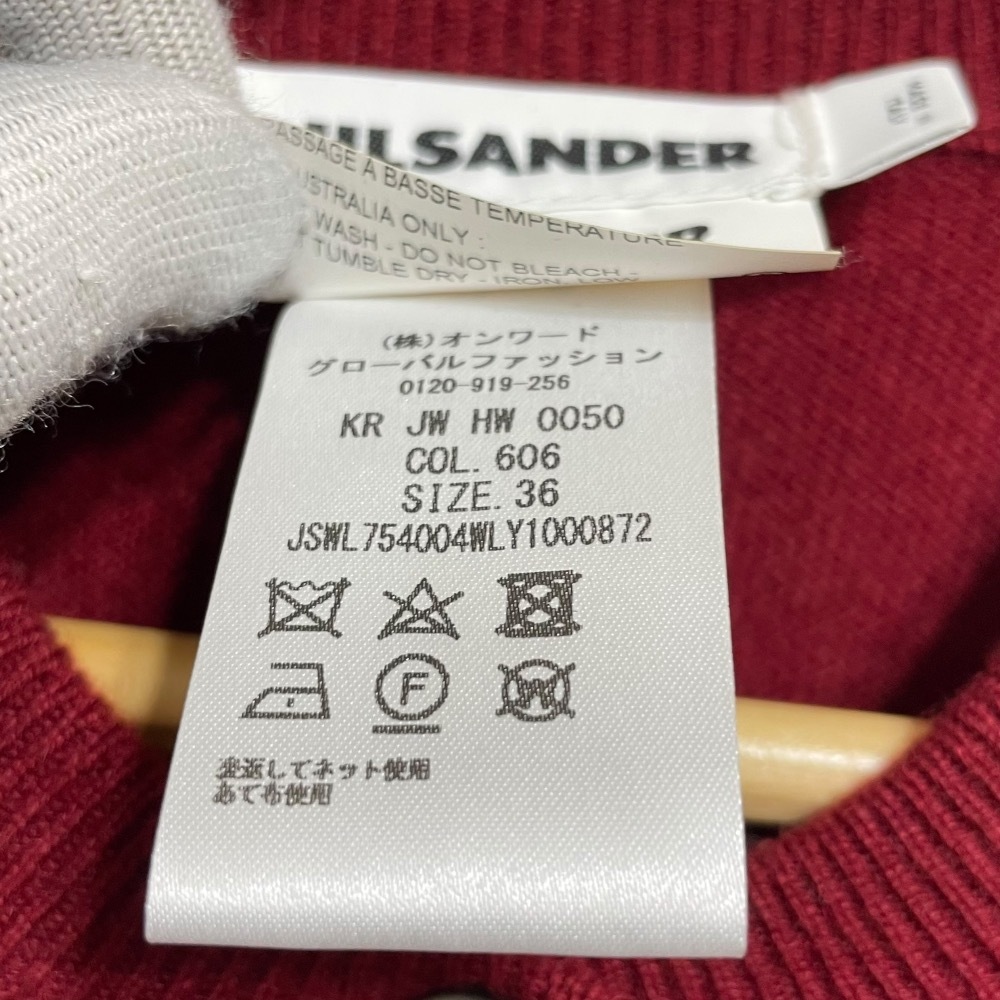 JILSANDER
PASSAGE A BASSE TEMPERATURE
USTRALIA ONLY :
WASH - DO NOT BLEACH -
TUMBLE DRY - IRON, LOW
(株)オンワード
グローバルファッション
0120-919-256
KR JW HW 0050
COL. 606
SIZE. 36
JSWL754004WLY1000872
F
W
裏返してネット使用
あて布使用